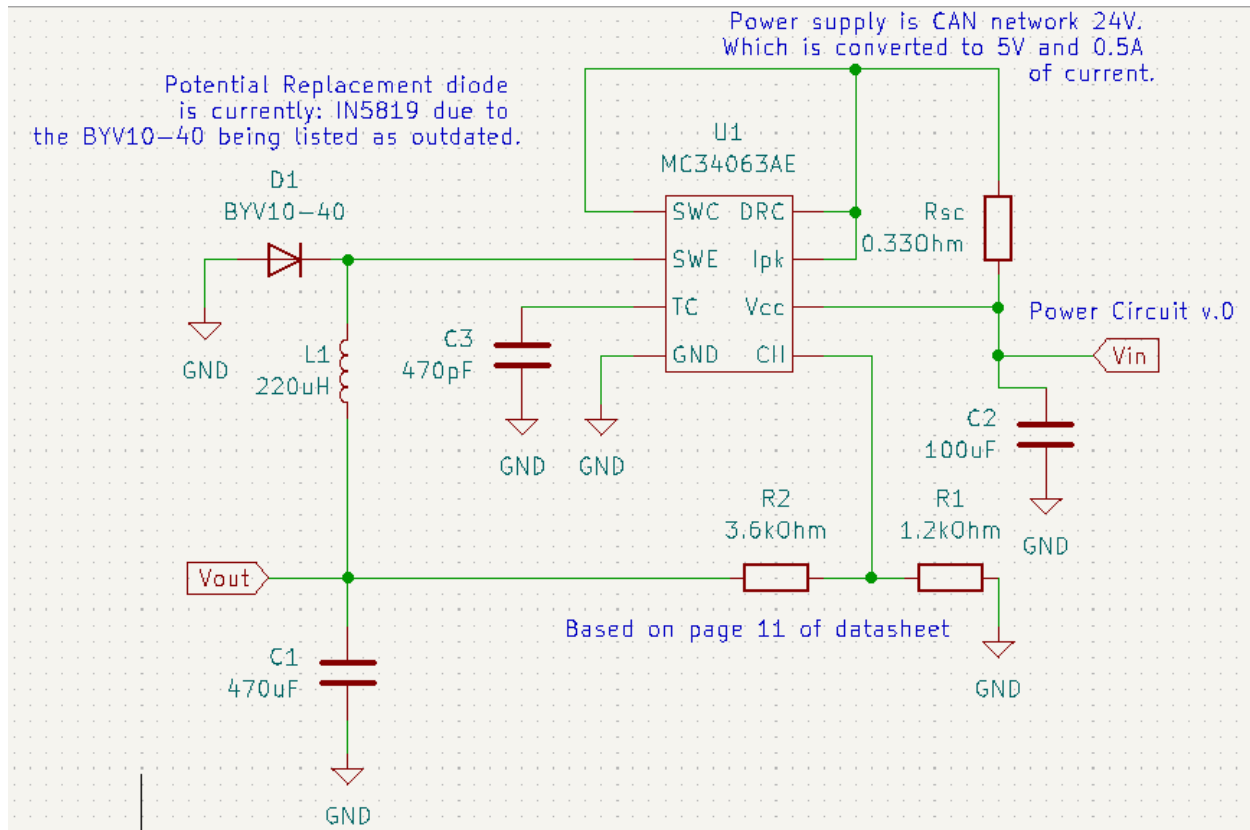 Power supply is CAN network 24V.
Which is converted to 5V and 0.5A
of current.
Potential Replacement diode
is currently: IN5819 due to
the BYV10-40 being listed as outdated.
U1
MC34063AE
D1
BYV10-40
SWC DRC
SWE Ipk
TC Vcc
GND CII
Rsc
0.33Ohm
Power Circuit v.0
Vin
GND
L1
220uH
C3
470pF
GND
GND
C2
100uF
GND
R2
3.6kOhm
R1
1.2kOhm
Vout
Based on page 11 of datasheet
GND
C1
470uF
GND